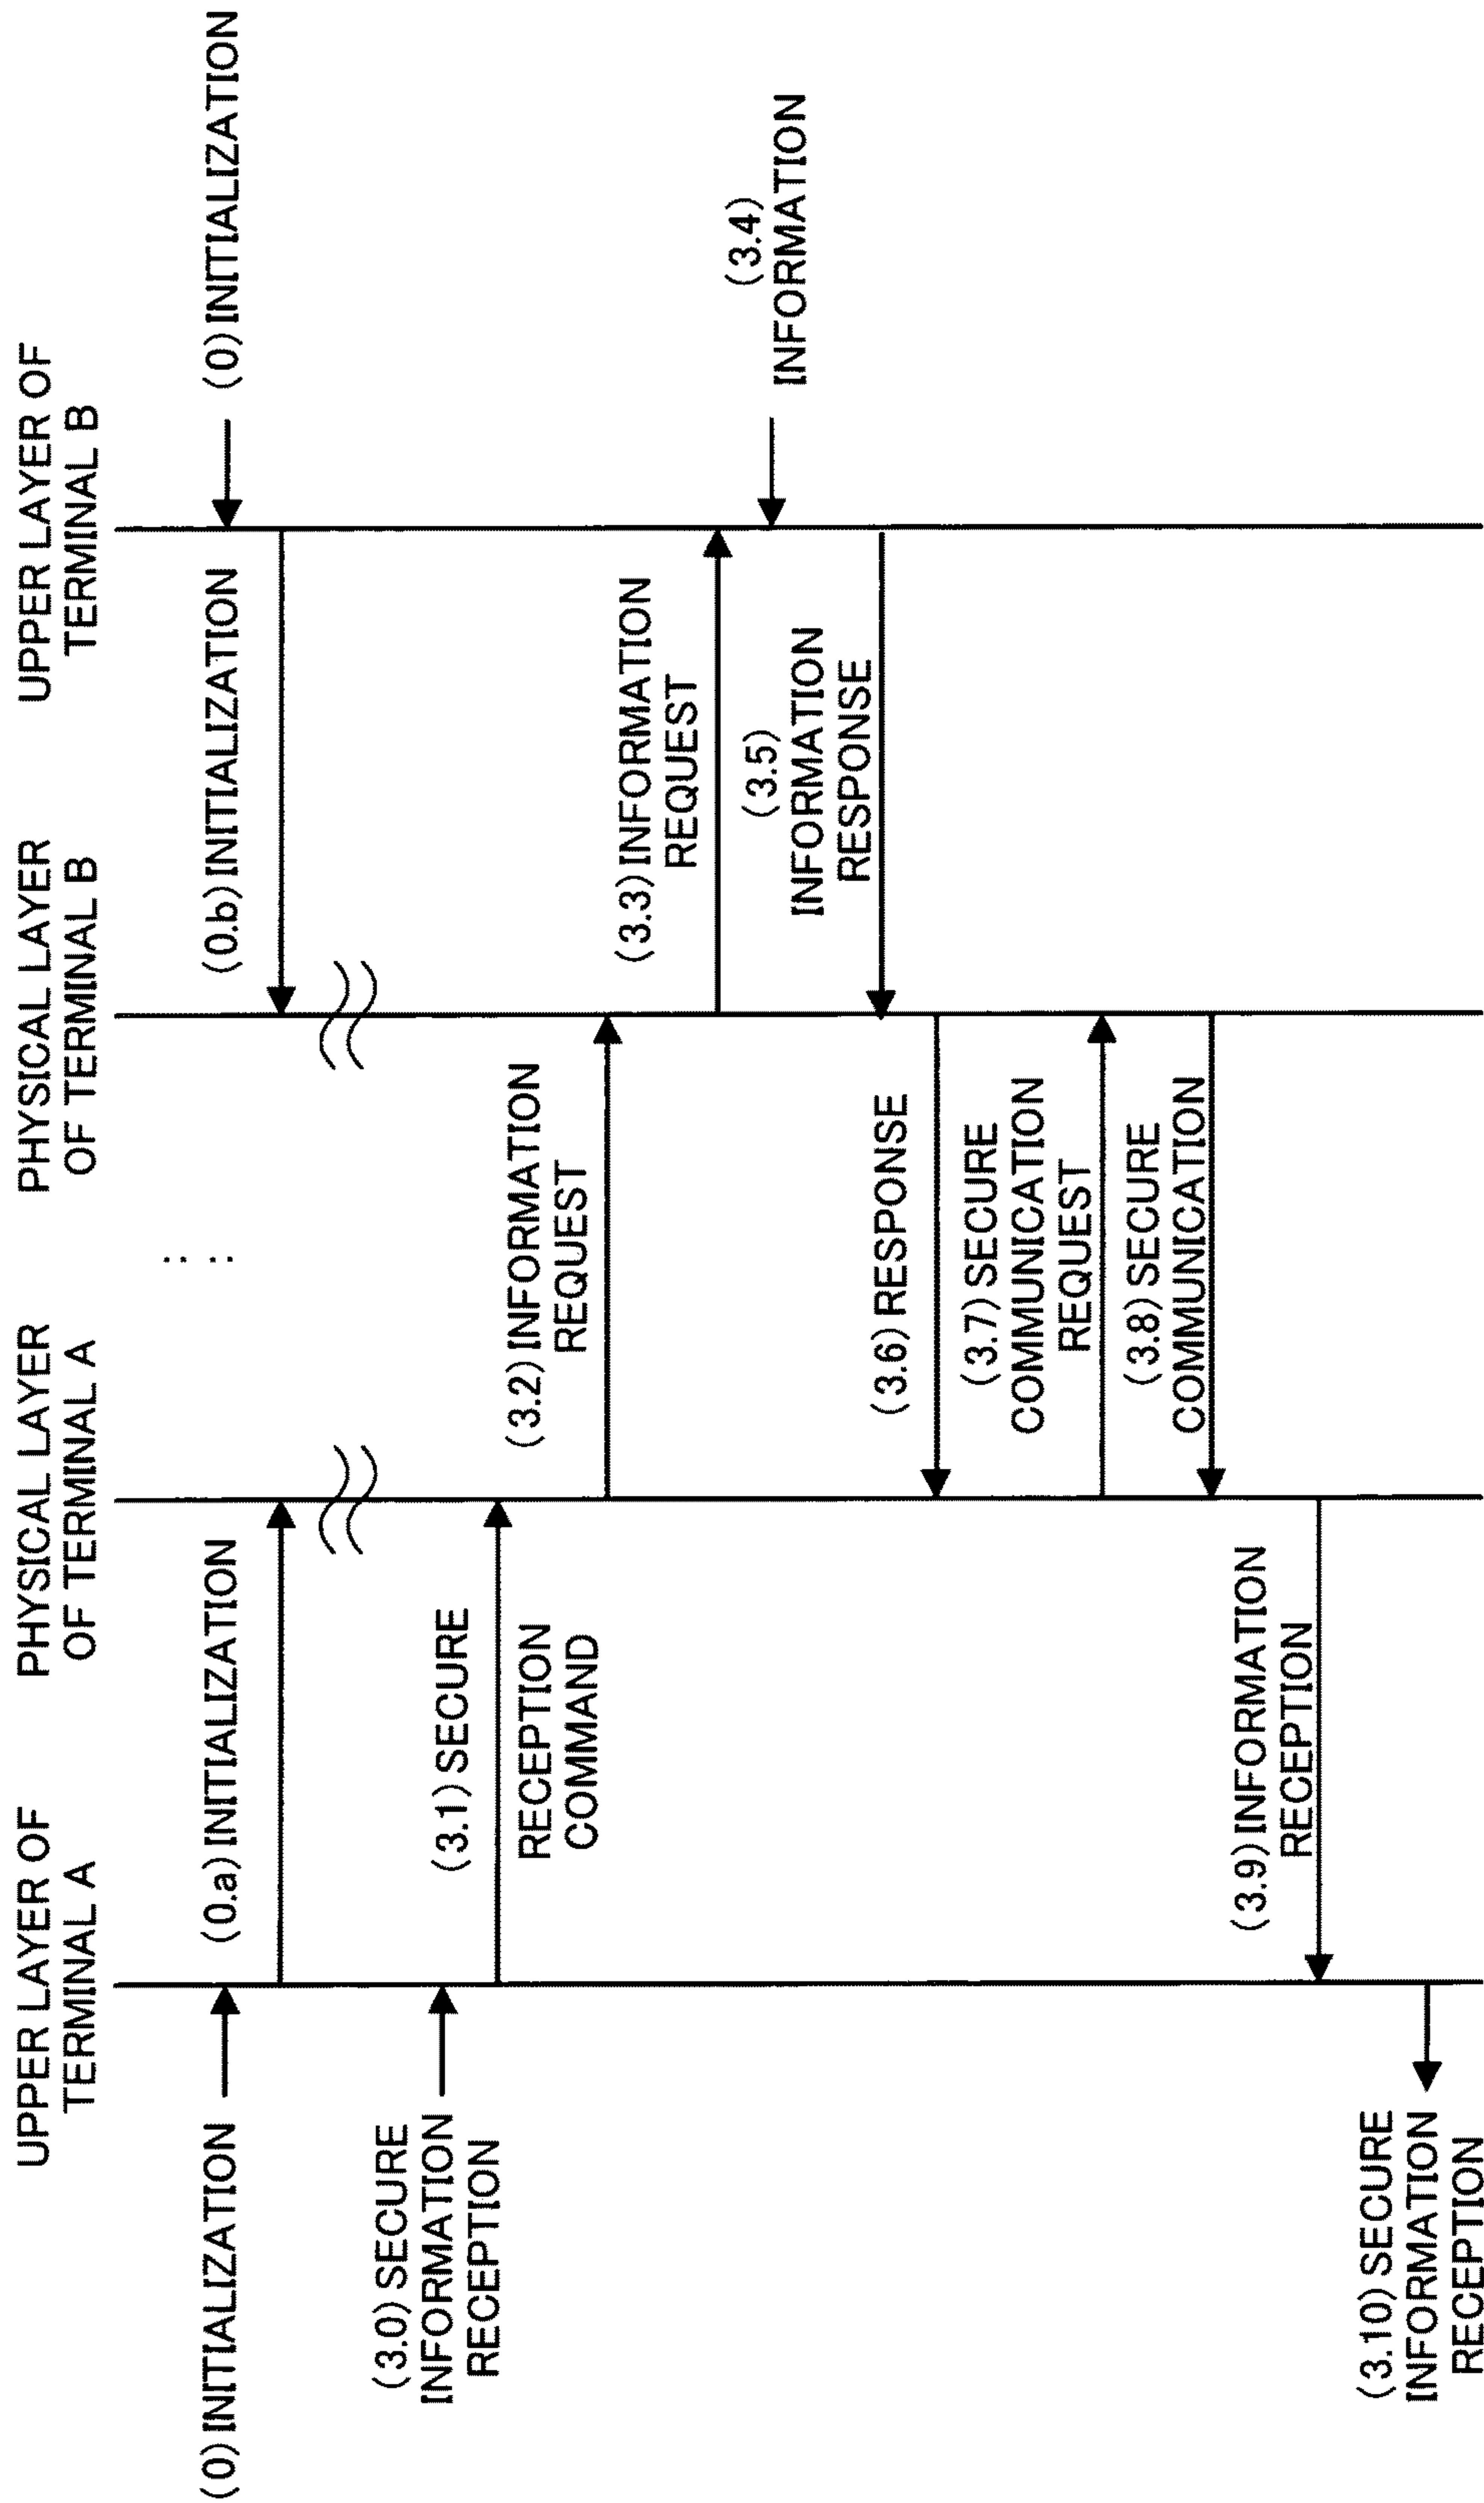 UPPER LAYER OF
TERMINAL A
PHYSICAL LAYER
OF TERMINAL A
PHYSICAL LAYER
OF TERMINAL B
UPPER LAYER OF
TERMINAL B
(0) INITIALIZATION
(0.a) INITIALIZATION
(0.b) INITIALIZATION
(0) INITIALIZATION
(3.0) SECURE
INFORMATION
RECEPTION
(3.1) SECURE
RECEPTION
COMMAND
(3.2) INFORMATION
REQUEST
(3.3) INFORMATION
REQUEST
(3.4)
INFORMATION
(3.5)
INFORMATION
RESPONSE
(3.6) RESPONSE
(3.7) SECURE
COMMUNICATION
REQUEST
(3.8) SECURE
COMMUNICATION
(3.9) INFORMATION
RECEPTION
(3.10) SECURE
INFORMATION
RECEPTION